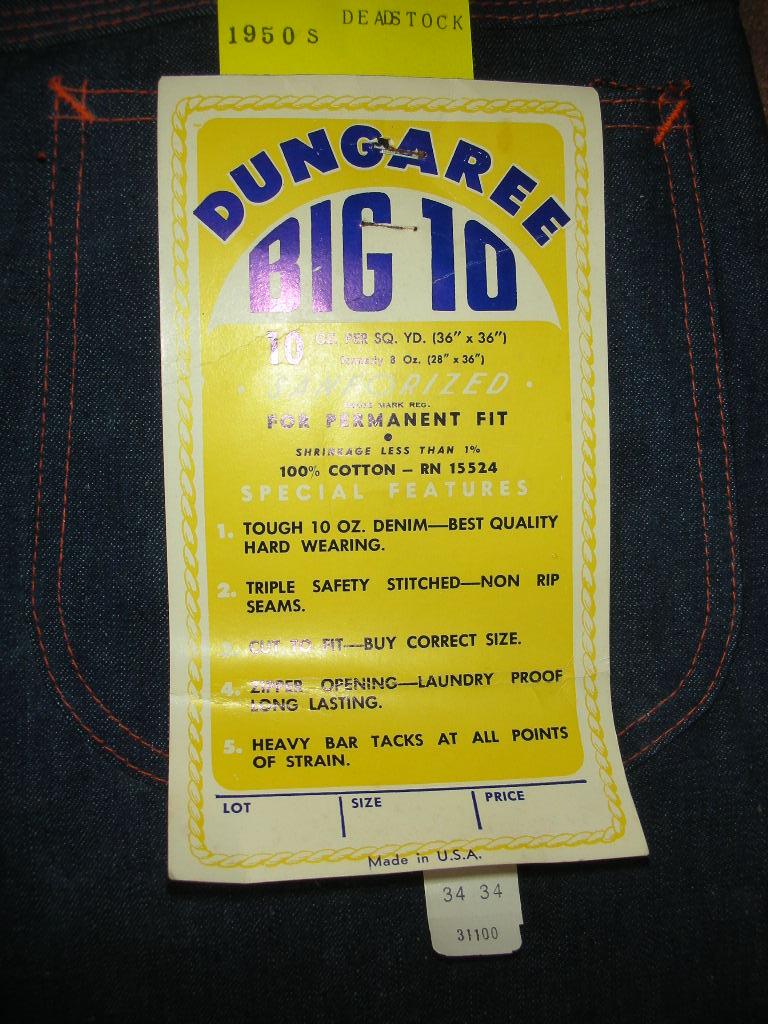 DEADSTOCK
1950S
DUNGAREE
BIG 10
10 OZ. PER SQ. YD. (36" x 36")
formerly 8 Oz. (28" x 36")
• SANFORIZED •
TRADE MARK REG.
FOR PERMANENT FIT
•
SHRINKAGE LESS THAN 1%
100% COTTON — RN 15524
SPECIAL FEATURES
1. TOUGH 10 OZ. DENIM—BEST QUALITY
HARD WEARING.
2. TRIPLE SAFETY STITCHED—NON RIP
SEAMS.
3. CUT TO FIT—BUY CORRECT SIZE.
4. ZIPPER OPENING—LAUNDRY PROOF
LONG LASTING.
5. HEAVY BAR TACKS AT ALL POINTS
OF STRAIN.
LOT SIZE PRICE
Made in U.S.A.
34 34
31100